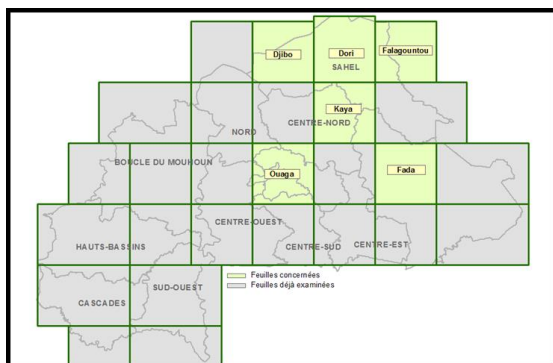 Djibo
Dori
Falagountou
SAHEL
Kaya
CENTRE-NORD
NORD
BOUCLE DU MOUHOUN
Ouaga
Fada
CENTRE-OUEST
HAUTS-BASSINS
CENTRE-SUD
CENTRE-EST
Feuilles concernées
Feuilles déjà examinées
SUD-OUEST
CASCADES